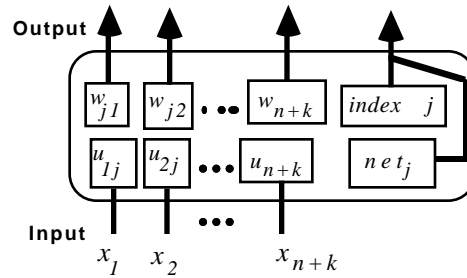 Output
w_{j1} w_{j2} • •• w_{n+k} index j
u_{1j} u_{2j} ••• u_{n+k} net_j
•••
Input
x_1 x_2 x_{n+k}